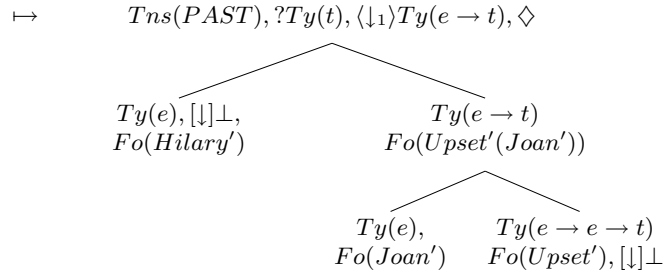 ↦ Tns(PAST), ?Ty(t), ⟨↓₁⟩Ty(e → t), ♢
Ty(e), [↓]⊥, Ty(e → t)
Fo(Hilary′) Fo(Upset′(Joan′))
Ty(e), Ty(e → e → t)
Fo(Joan′) Fo(Upset′), [↓]⊥